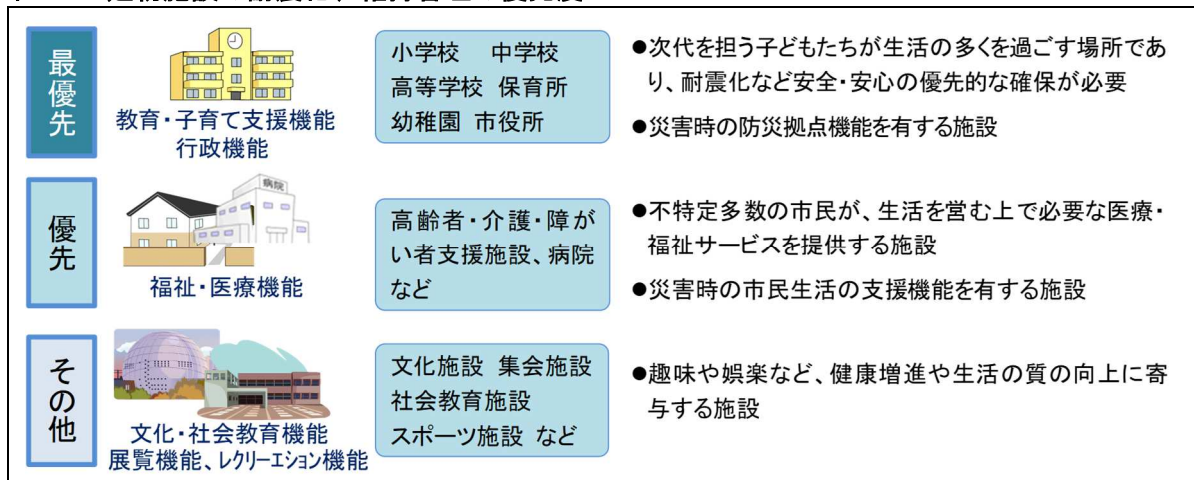 最優先
教育・子育て支援機能
行政機能
小学校 中学校
高等学校 保育所
幼稚園 市役所
●次代を担う子どもたちが生活の多くを過ごす場所であ
り、耐震化など安全・安心の優先的な確保が必要
●災害時の防災拠点機能を有する施設
優先
病院
福祉・医療機能
高齢者・介護・障が
い者支援施設、病院
など
●不特定多数の市民が、生活を営む上で必要な医療・
福祉サービスを提供する施設
●災害時の市民生活の支援機能を有する施設
その他
文化・社会教育機能
展覧機能、レクリーエション機能
文化施設 集会施設
社会教育施設
スポーツ施設 など
●趣味や娯楽など、健康増進や生活の質の向上に寄
与する施設